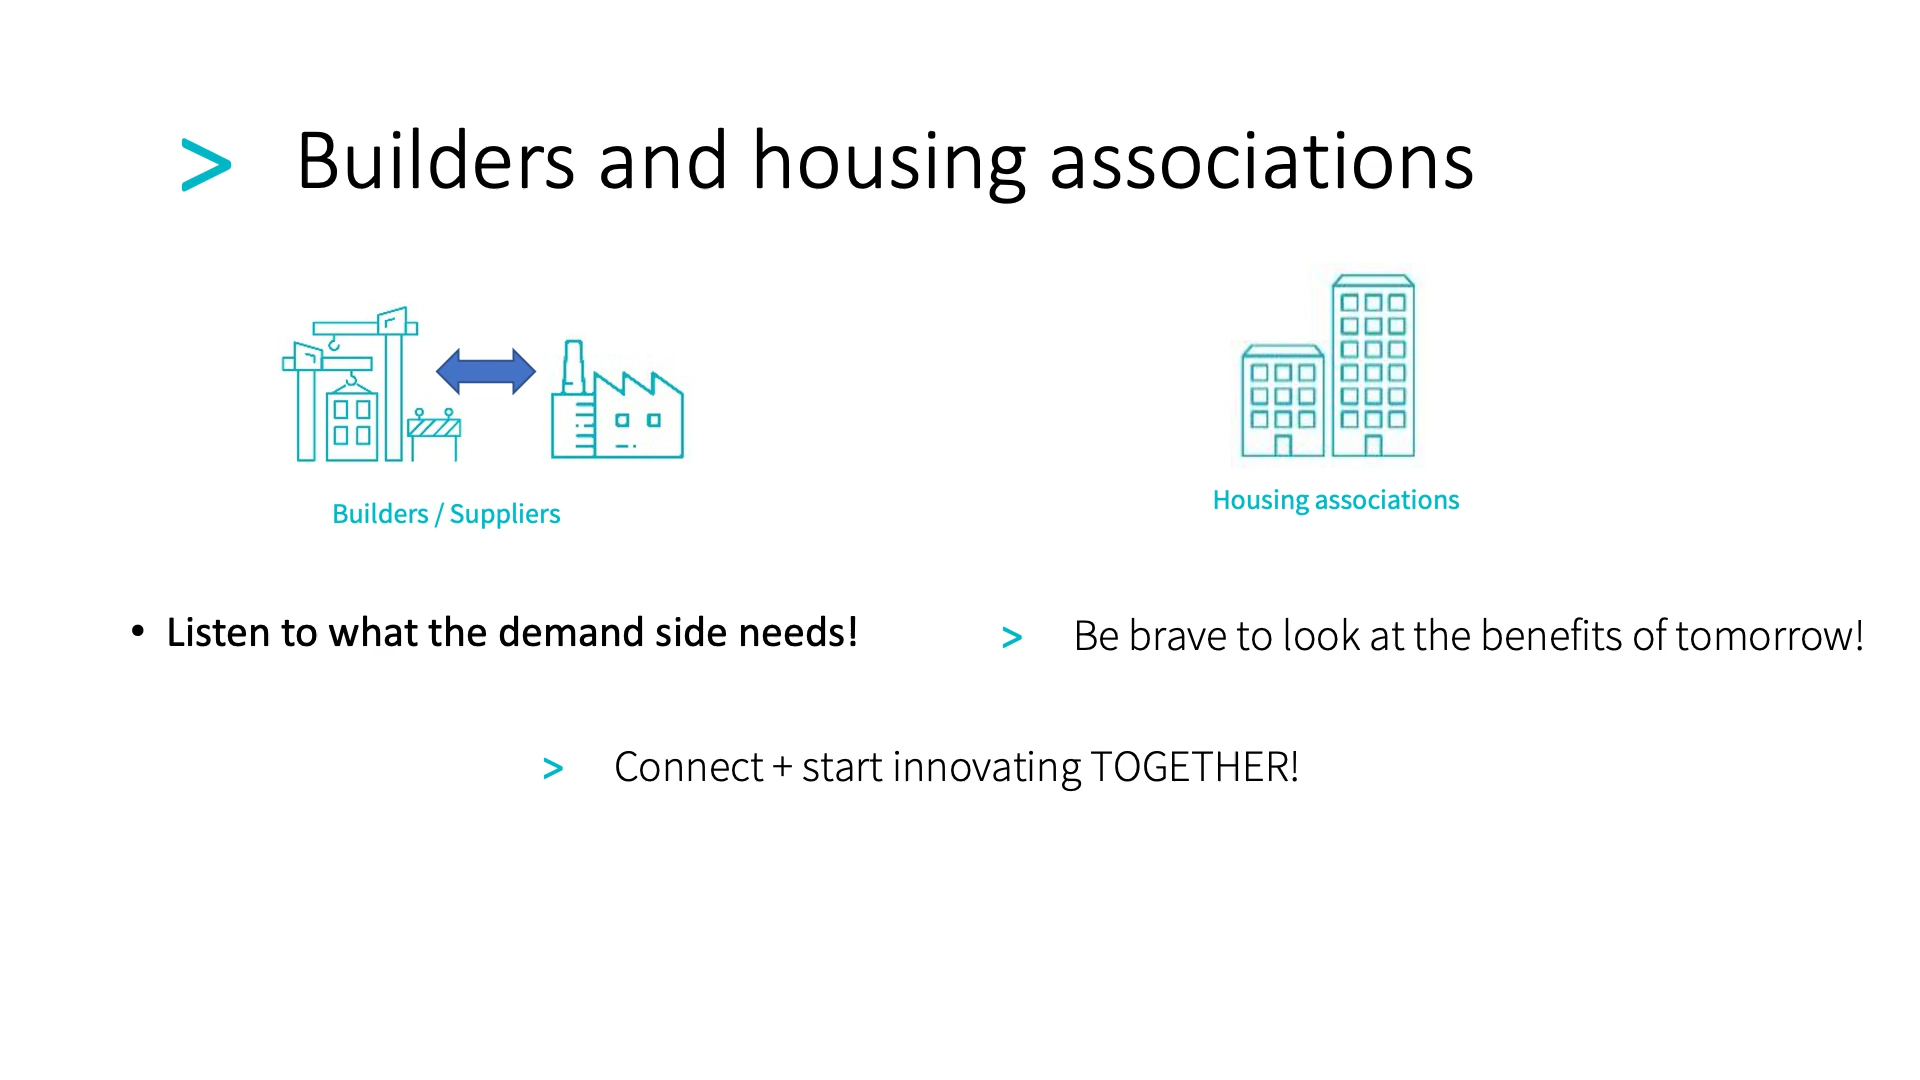 > Builders and housing associations
Builders / Suppliers
Housing associations
• Listen to what the demand side needs!
> Be brave to look at the benefits of tomorrow!
> Connect + start innovating TOGETHER!